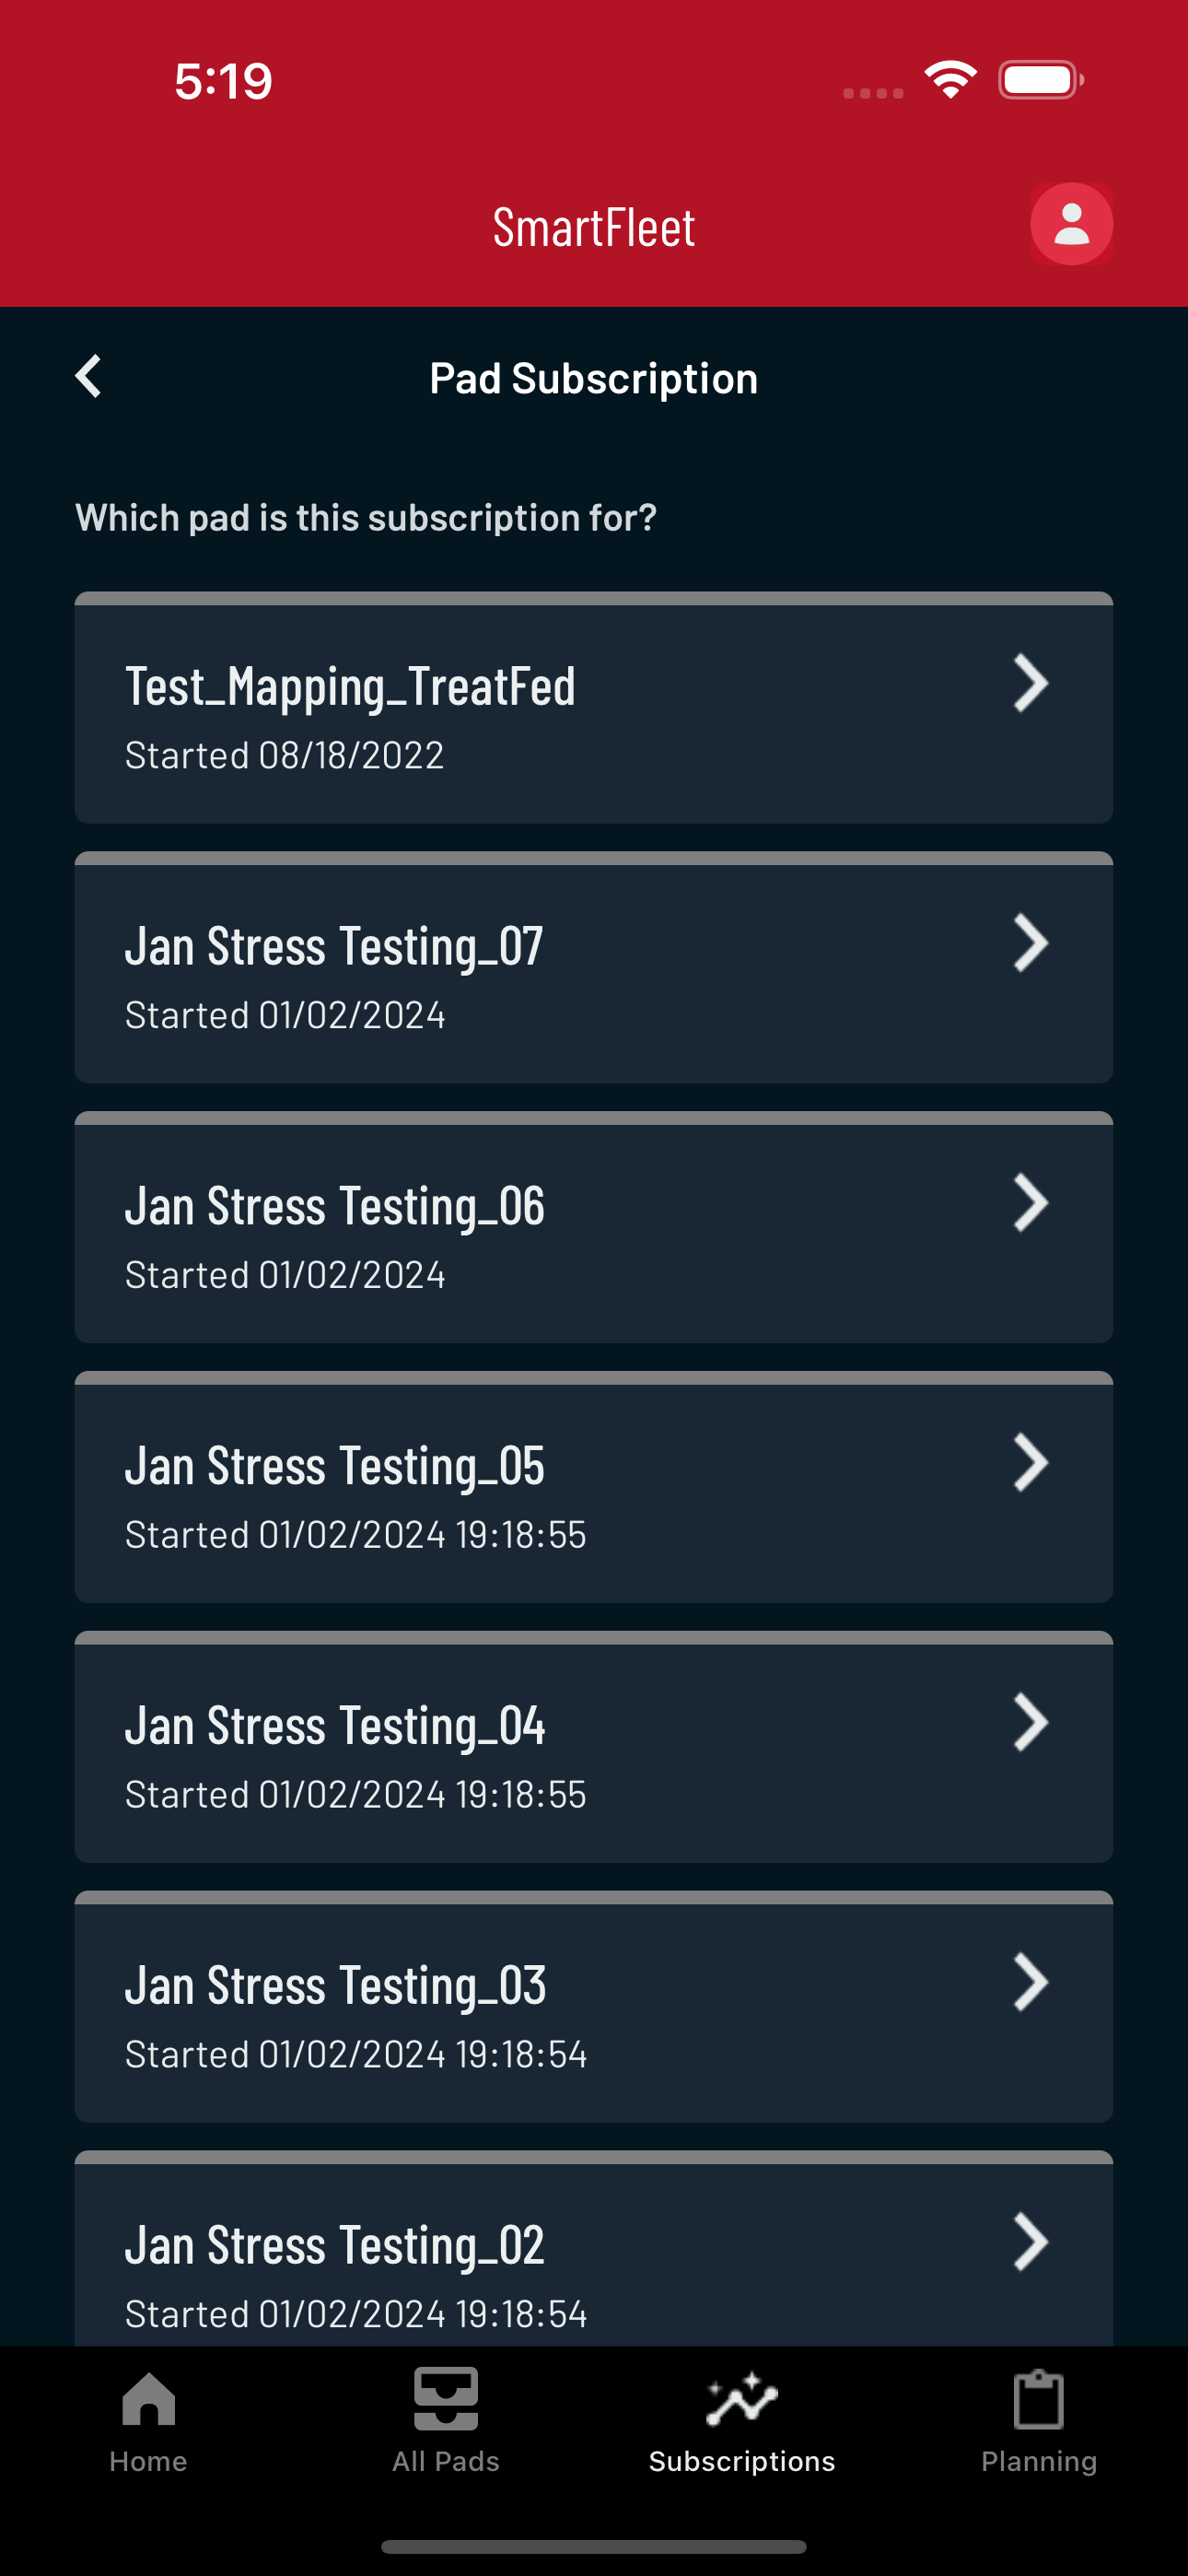 5:19
SmartFleet
Pad Subscription
Which pad is this subscription for?
Test_Mapping_TreatFed
Started 08/18/2022
Jan Stress Testing_07
Started 01/02/2024
Jan Stress Testing_06
Started 01/02/2024
Jan Stress Testing_05
Started 01/02/2024 19:18:55
Jan Stress Testing_04
Started 01/02/2024 19:18:55
Jan Stress Testing_03
Started 01/02/2024 19:18:54
Jan Stress Testing_02
Started 01/02/2024 19:18:54
Home All Pads Subscriptions Planning